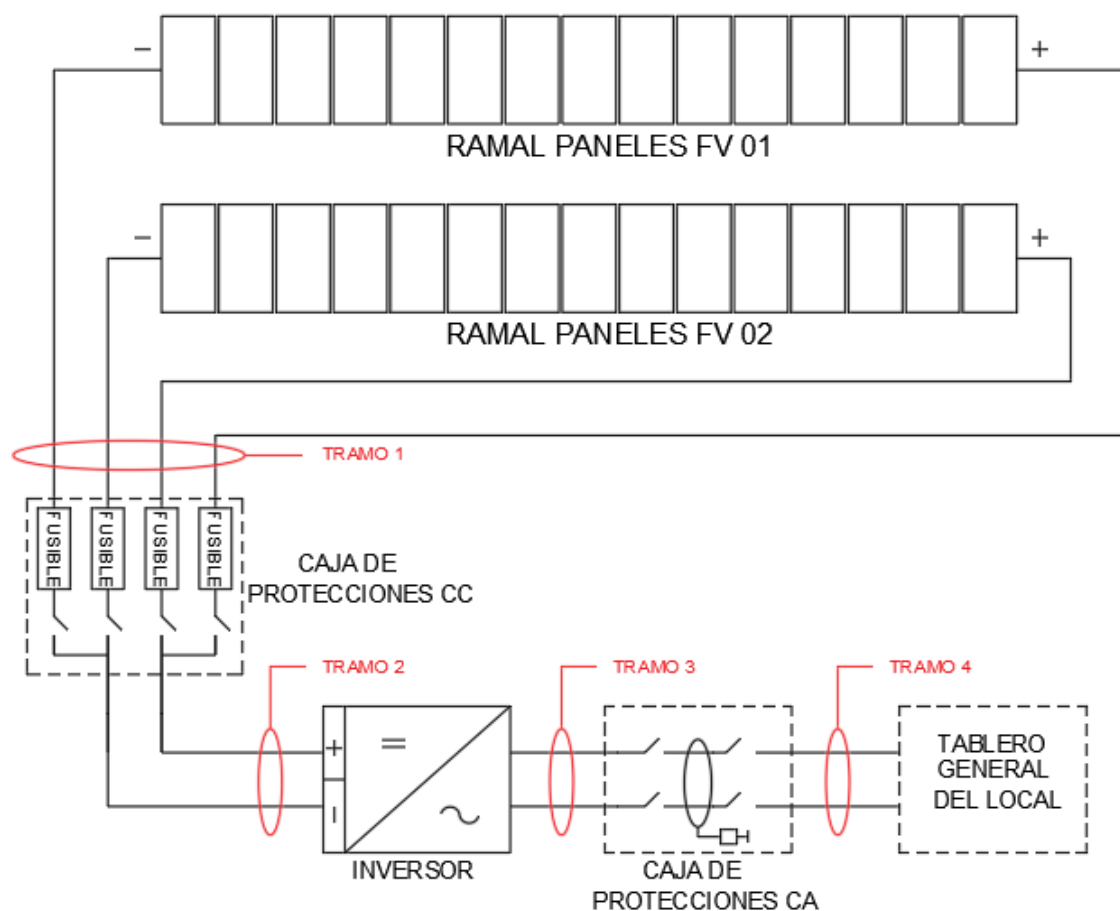 − +
RAMAL PANELES FV 01
− +
RAMAL PANELES FV 02
TRAMO 1
FUSIBLE FUSIBLE FUSIBLE FUSIBLE
CAJA DE
PROTECCIONES CC
TRAMO 2 TRAMO 3 TRAMO 4
+ =
−
INVERSOR
CAJA DE
PROTECCIONES CA
TABLERO
GENERAL
DEL LOCAL